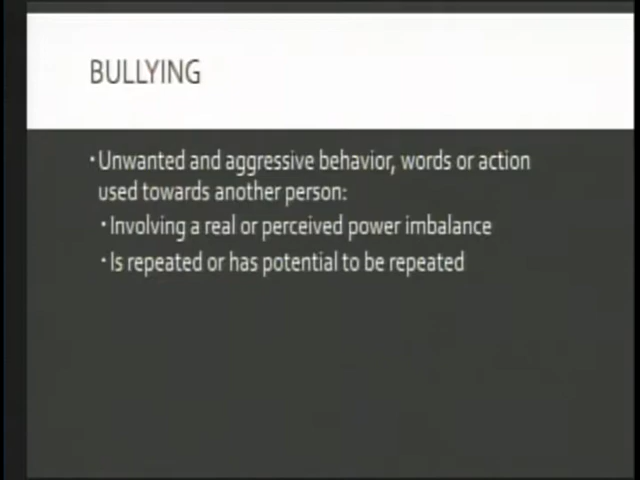 BULLYING
• Unwanted and aggressive behavior, words or action
used towards another person:
• Involving a real or perceived power imbalance
• Is repeated or has potential to be repeated